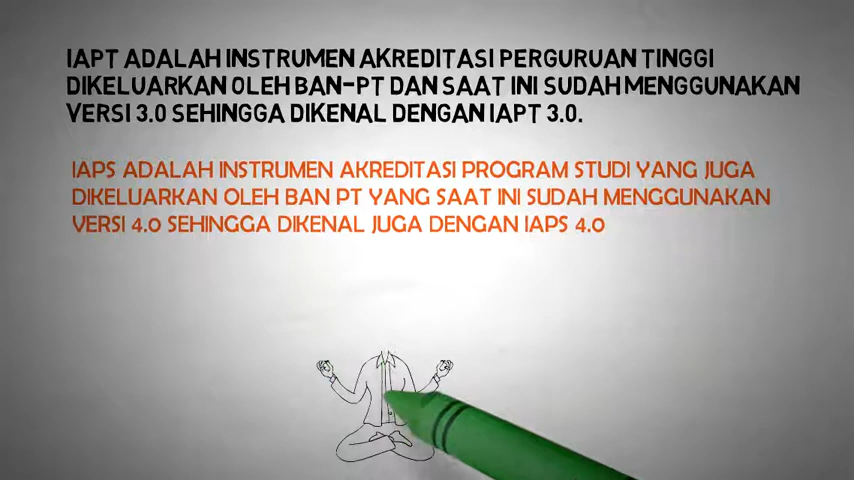 IAPT ADALAH INSTRUMEN AKREDITASI PERGURUAN TINGGI
DIKELUARKAN OLEH BAN-PT DAN SAAT INI SUDAH MENGGUNAKAN
VERSI 3.0 SEHINGGA DIKENAL DENGAN IAPT 3.0.
IAPS ADALAH INSTRUMEN AKREDITASI PROGRAM STUDI YANG JUGA
DIKELUARKAN OLEH BAN PT YANG SAAT INI SUDAH MENGGUNAKAN
VERSI 4.0 SEHINGGA DIKENAL JUGA DENGAN IAPS 4.0